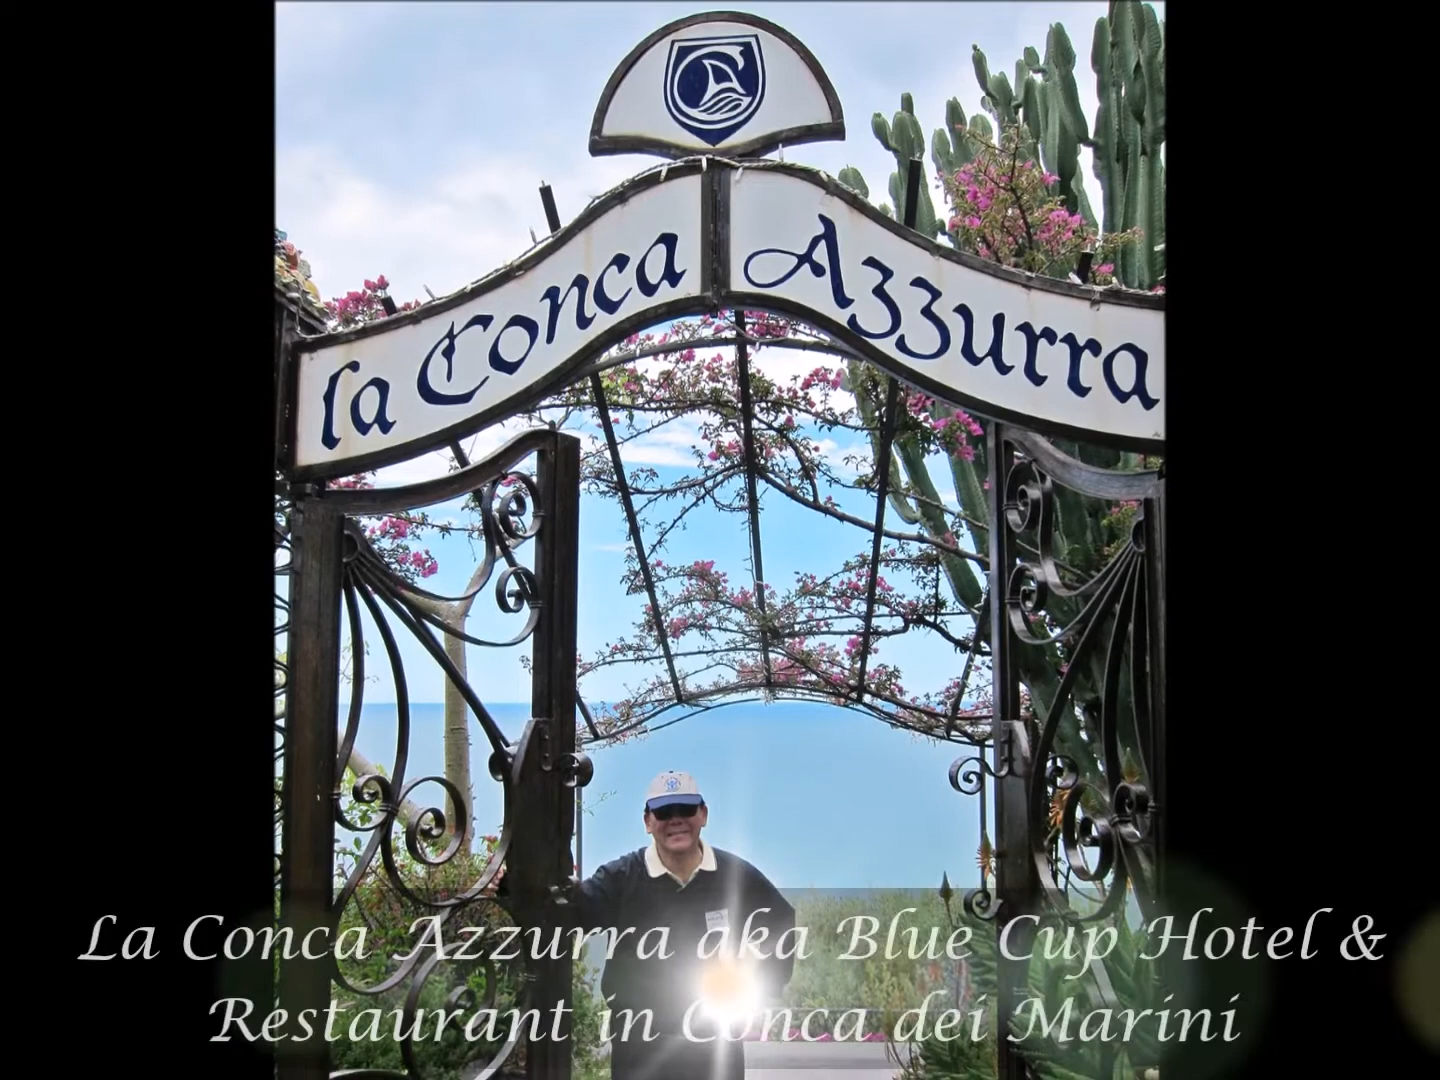 la Conca Azzurra
La Conca Azzurra aka Blue Cup Hotel &
Restaurant in Conca dei Marini